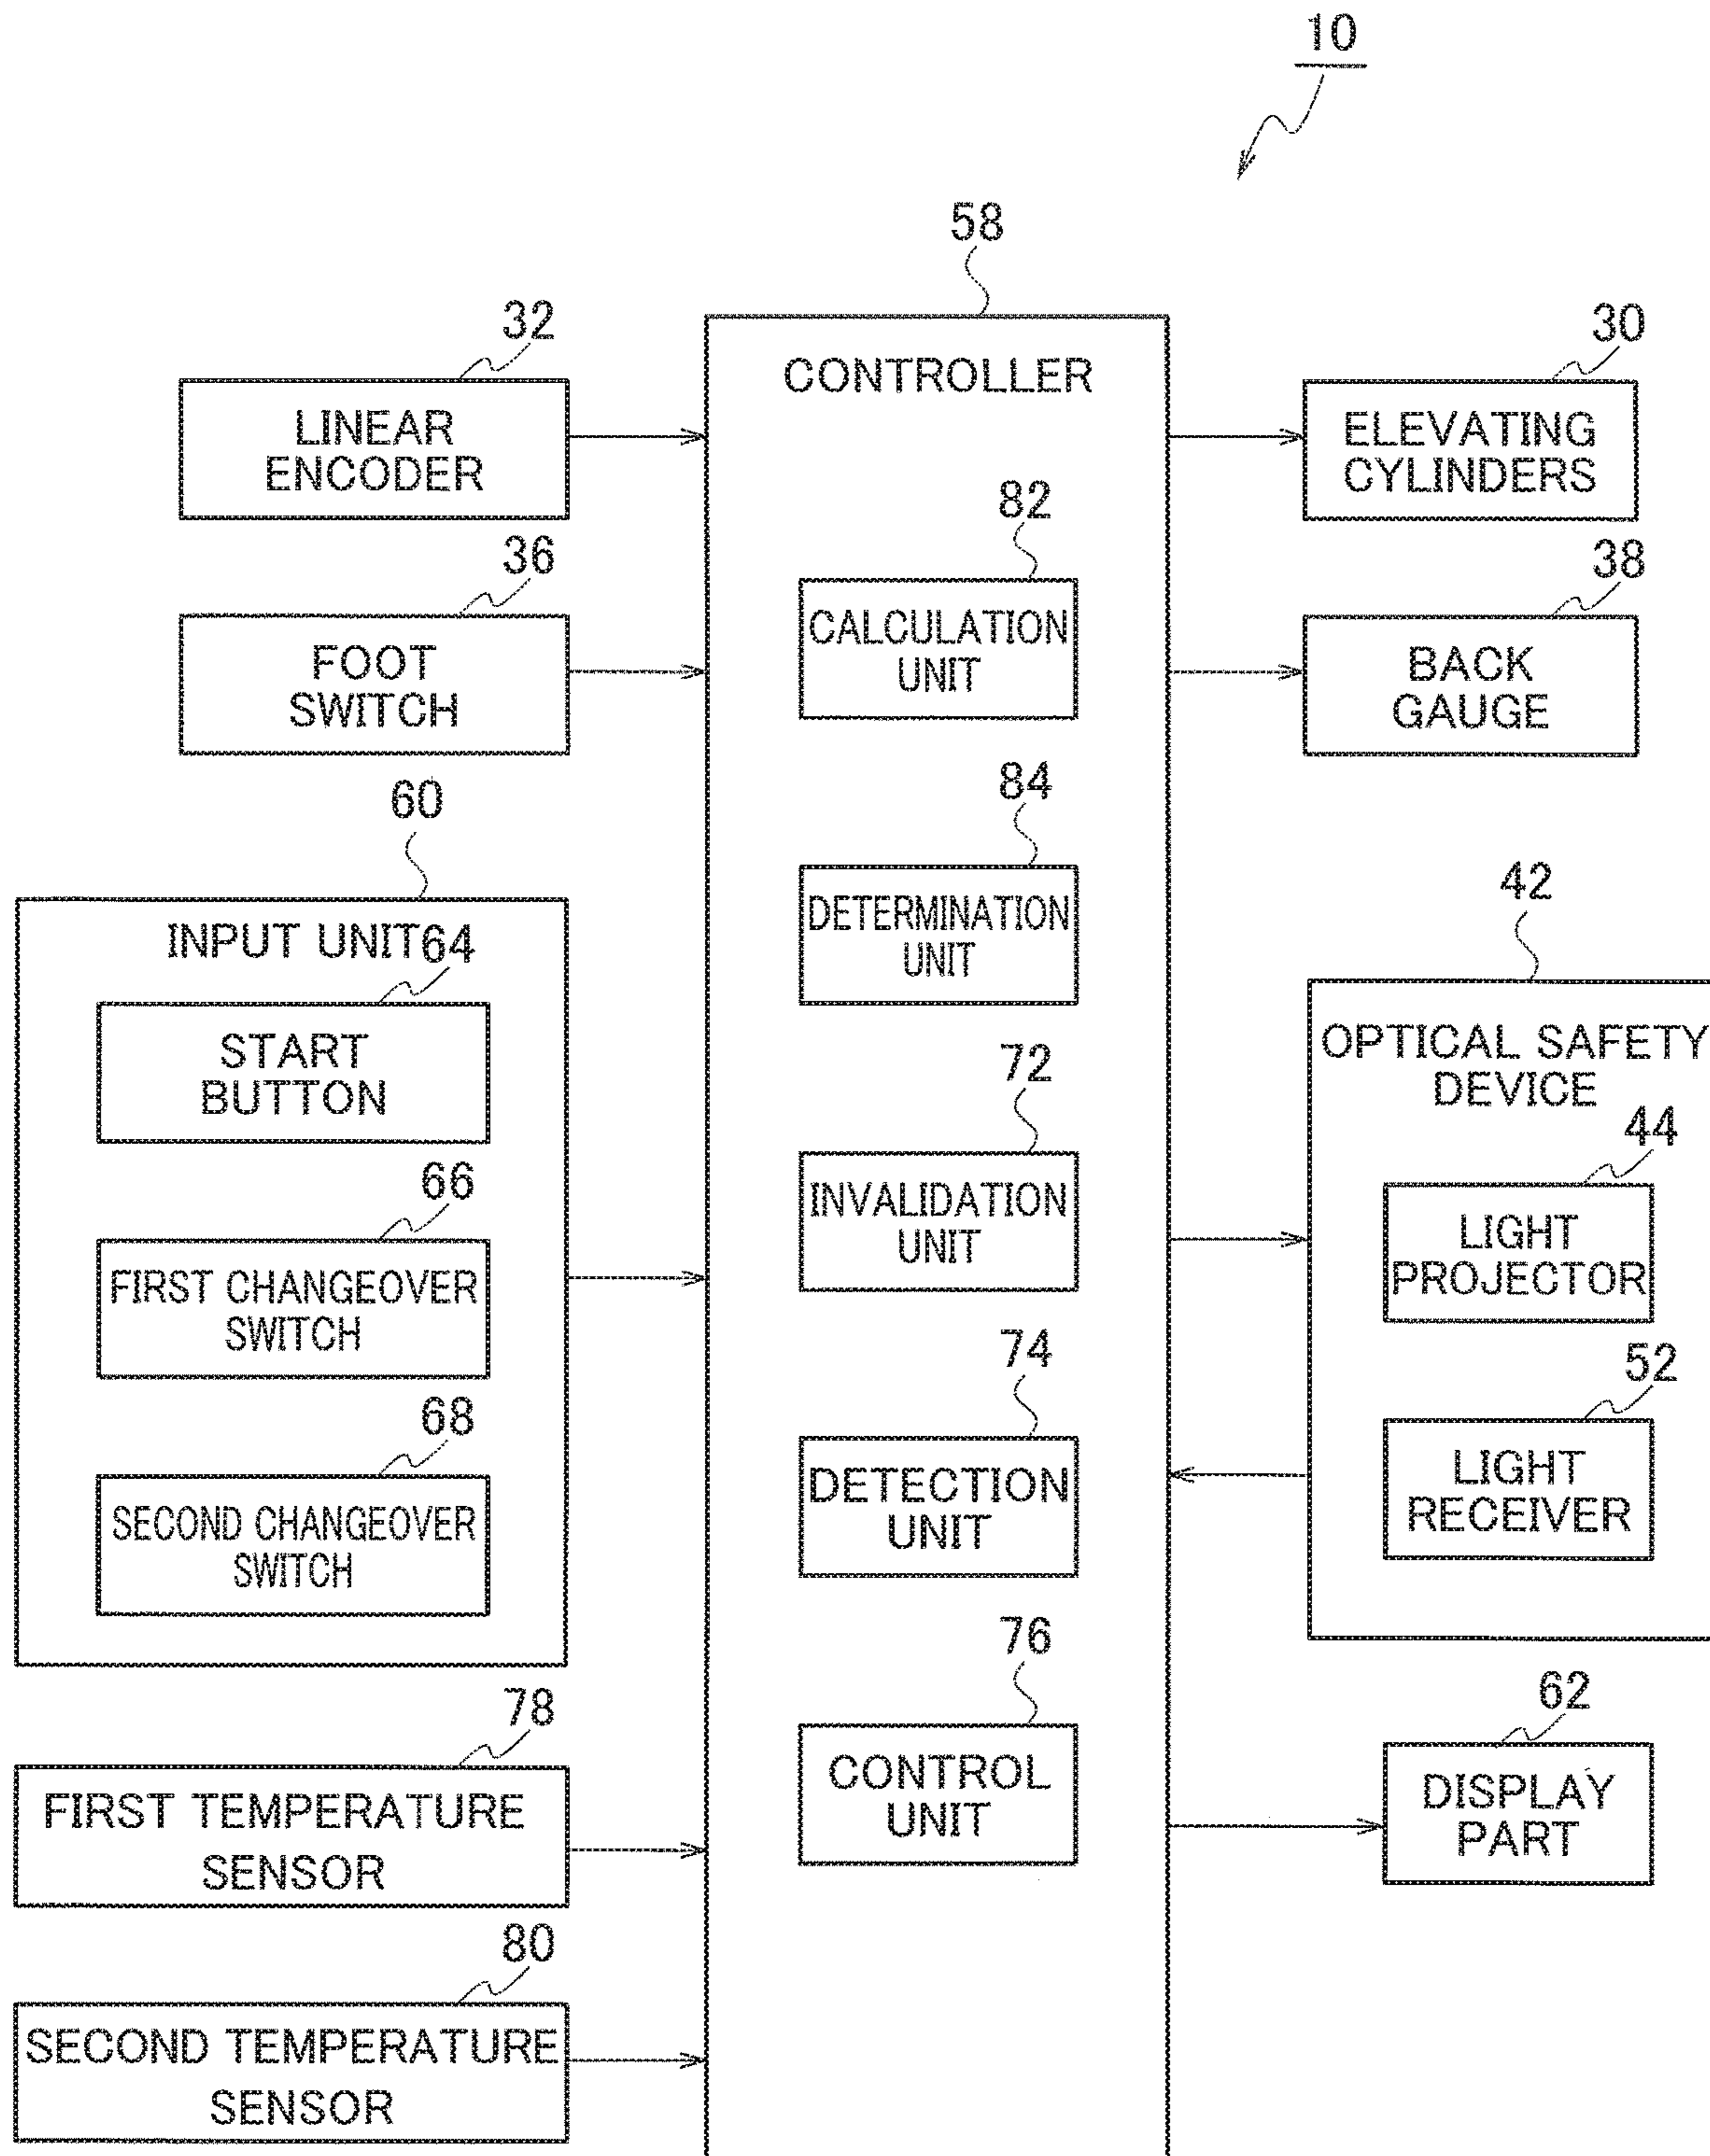 10
58
CONTROLLER
32
LINEAR
ENCODER
36
FOOT
SWITCH
60
INPUT UNIT
64
START
BUTTON
66
FIRST CHANGEOVER
SWITCH
68
SECOND CHANGEOVER
SWITCH
78
FIRST TEMPERATURE
SENSOR
80
SECOND TEMPERATURE
SENSOR
82
CALCULATION
UNIT
84
DETERMINATION
UNIT
72
INVALIDATION
UNIT
74
DETECTION
UNIT
76
CONTROL
UNIT
30
ELEVATING
CYLINDERS
38
BACK
GAUGE
42
OPTICAL SAFETY
DEVICE
44
LIGHT
PROJECTOR
52
LIGHT
RECEIVER
62
DISPLAY
PART